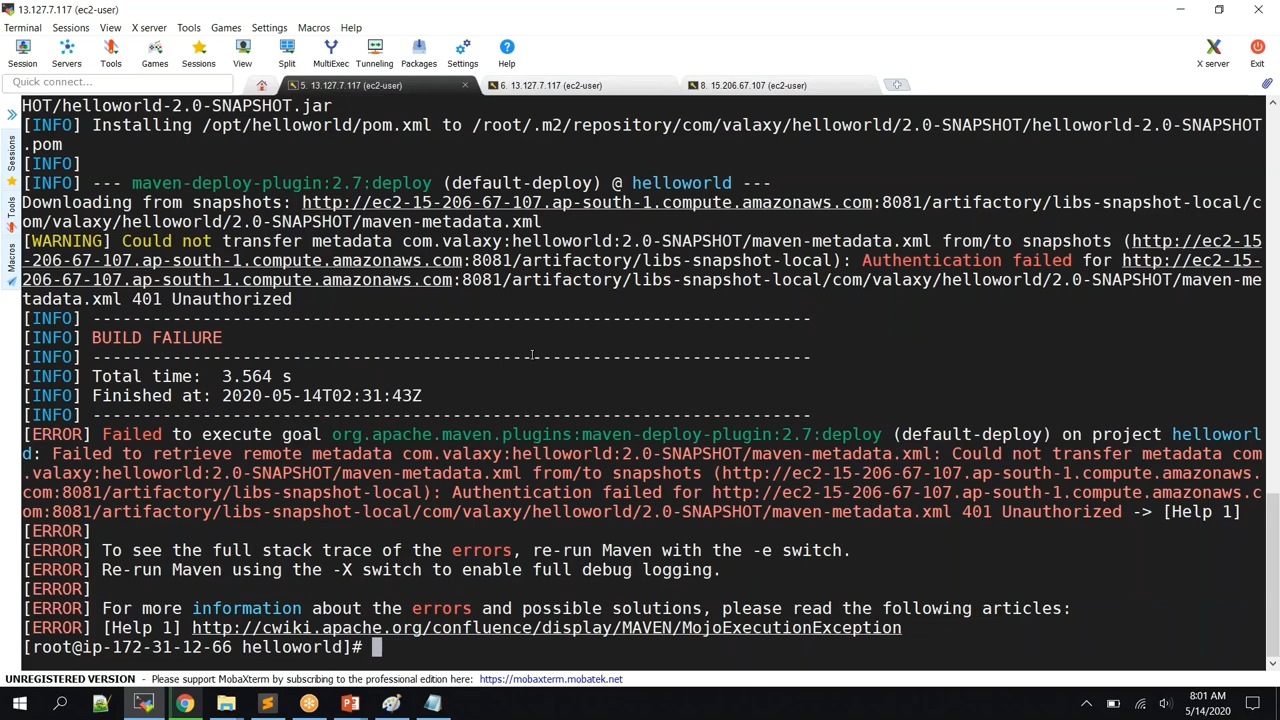 13.127.7.117 (ec2-user)
Terminal Sessions View X server Tools Games Settings Macros Help
Session Servers Tools Games Sessions View Split MultiExec Tunneling Packages Settings Help X server Exit
Quick connect...
5. 13.127.7.117 (ec2-user)
6. 13.127.7.117 (ec2-user)
8. 15.206.67.107 (ec2-user)
Sessions
Tools
Macros
HOT/helloworld-2.0-SNAPSHOT.jar
[INFO] Installing /opt/helloworld/pom.xml to /root/.m2/repository/com/valaxy/helloworld/2.0-SNAPSHOT/helloworld-2.0-SNAPSHOT
.pom
[INFO]
[INFO] --- maven-deploy-plugin:2.7:deploy (default-deploy) @ helloworld ---
Downloading from snapshots: http://ec2-15-206-67-107.ap-south-1.compute.amazonaws.com:8081/artifactory/libs-snapshot-local/c
om/valaxy/helloworld/2.0-SNAPSHOT/maven-metadata.xml
[WARNING] Could not transfer metadata com.valaxy:helloworld:2.0-SNAPSHOT/maven-metadata.xml from/to snapshots (http://ec2-15
-206-67-107.ap-south-1.compute.amazonaws.com:8081/artifactory/libs-snapshot-local): Authentication failed for http://ec2-15-
206-67-107.ap-south-1.compute.amazonaws.com:8081/artifactory/libs-snapshot-local/com/valaxy/helloworld/2.0-SNAPSHOT/maven-me
tadata.xml 401 Unauthorized
[INFO] ------------------------------------------------------------------------
[INFO] BUILD FAILURE
[INFO] ------------------------------------------------------------------------
[INFO] Total time:  3.564 s
[INFO] Finished at: 2020-05-14T02:31:43Z
[INFO] ------------------------------------------------------------------------
[ERROR] Failed to execute goal org.apache.maven.plugins:maven-deploy-plugin:2.7:deploy (default-deploy) on project helloworl
d: Failed to retrieve remote metadata com.valaxy:helloworld:2.0-SNAPSHOT/maven-metadata.xml: Could not transfer metadata com
.valaxy:helloworld:2.0-SNAPSHOT/maven-metadata.xml from/to snapshots (http://ec2-15-206-67-107.ap-south-1.compute.amazonaws.
com:8081/artifactory/libs-snapshot-local): Authentication failed for http://ec2-15-206-67-107.ap-south-1.compute.amazonaws.c
om:8081/artifactory/libs-snapshot-local/com/valaxy/helloworld/2.0-SNAPSHOT/maven-metadata.xml 401 Unauthorized -> [Help 1]
[ERROR]
[ERROR] To see the full stack trace of the errors, re-run Maven with the -e switch.
[ERROR] Re-run Maven using the -X switch to enable full debug logging.
[ERROR]
[ERROR] For more information about the errors and possible solutions, please read the following articles:
[ERROR] [Help 1] http://cwiki.apache.org/confluence/display/MAVEN/MojoExecutionException
[root@ip-172-31-12-66 helloworld]#
UNREGISTERED VERSION - Please support MobaXterm by subscribing to the professional edition here: https://mobaxterm.mobatek.net
8:01 AM
5/14/2020